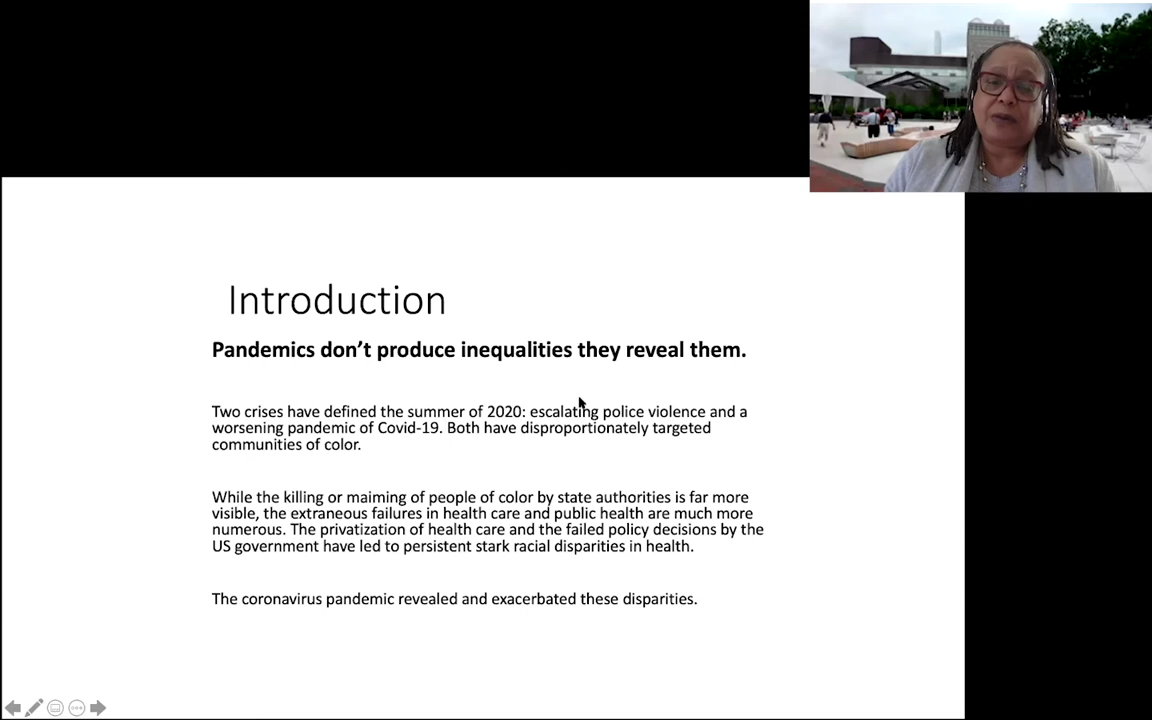 Introduction
Pandemics don't produce inequalities they reveal them.
Two crises have defined the summer of 2020: escalating police violence and a
worsening pandemic of Covid-19. Both have disproportionately targeted
communities of color.
While the killing or maiming of people of color by state authorities is far more
visible, the extraneous failures in health care and public health are much more
numerous. The privatization of health care and the failed policy decisions by the
US government have led to persistent stark racial disparities in health.
The coronavirus pandemic revealed and exacerbated these disparities.